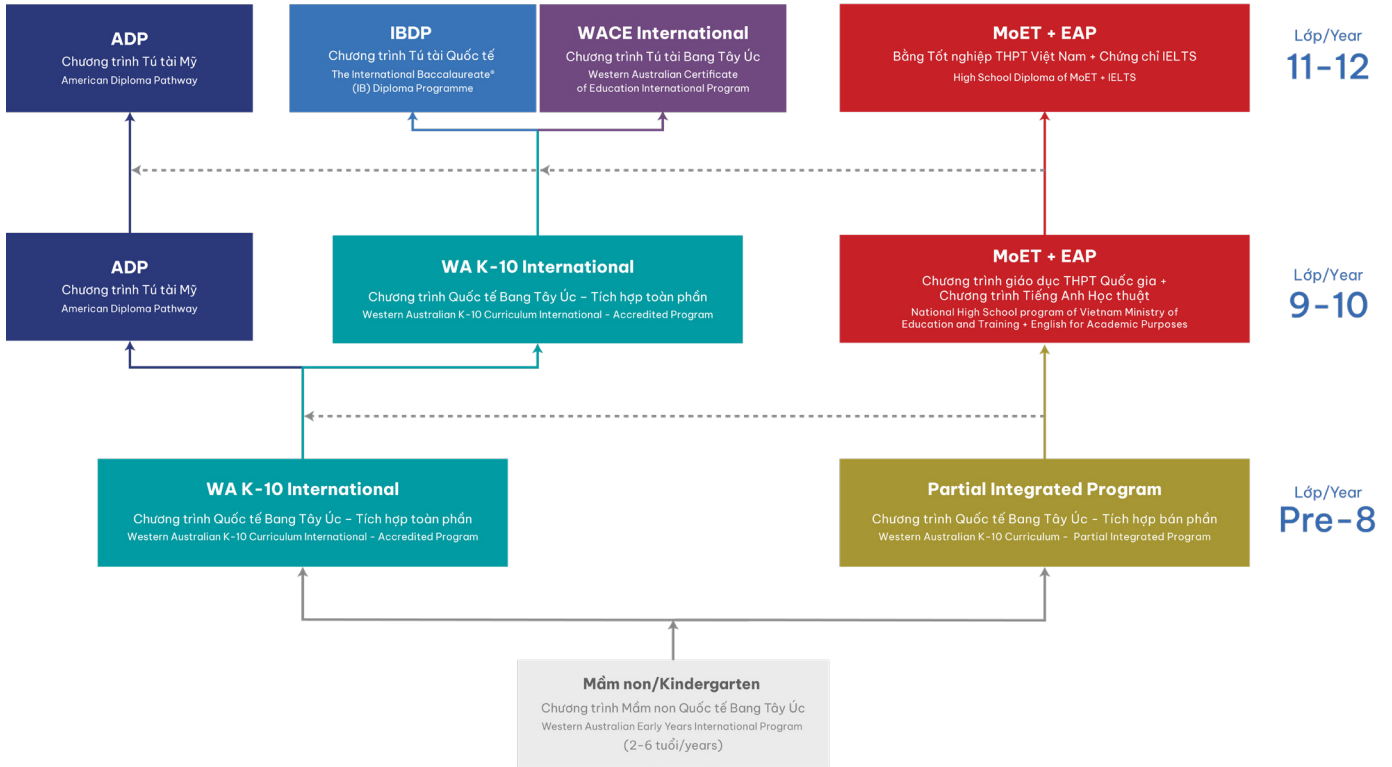 ADP
Chương trình Tú tài Mỹ
American Diploma Pathway
IBDP
Chương trình Tú tài Quốc tế
The International Baccalaureate®
(IB) Diploma Programme
WACE International
Chương trình Tú tài Bang Tây Úc
Western Australian Certificate
of Education International Program
MoET + EAP
Bằng Tốt nghiệp THPT Việt Nam + Chứng chỉ IELTS
High School Diploma of MoET + IELTS
Lớp/Year
11-12
ADP
Chương trình Tú tài Mỹ
American Diploma Pathway
WA K-10 International
Chương trình Quốc tế Bang Tây Úc – Tích hợp toàn phần
Western Australian K-10 Curriculum International - Accredited Program
MoET + EAP
Chương trình giáo dục THPT Quốc gia +
Chương trình Tiếng Anh Học thuật
National High School program of Vietnam Ministry of
Education and Training + English for Academic Purposes
Lớp/Year
9-10
WA K-10 International
Chương trình Quốc tế Bang Tây Úc – Tích hợp toàn phần
Western Australian K-10 Curriculum International - Accredited Program
Partial Integrated Program
Chương trình Quốc tế Bang Tây Úc - Tích hợp bán phần
Western Australian K-10 Curriculum - Partial Integrated Program
Lớp/Year
Pre-8
Mầm non/Kindergarten
Chương trình Mầm non Quốc tế Bang Tây Úc
Western Australian Early Years International Program
(2-6 tuổi/years)